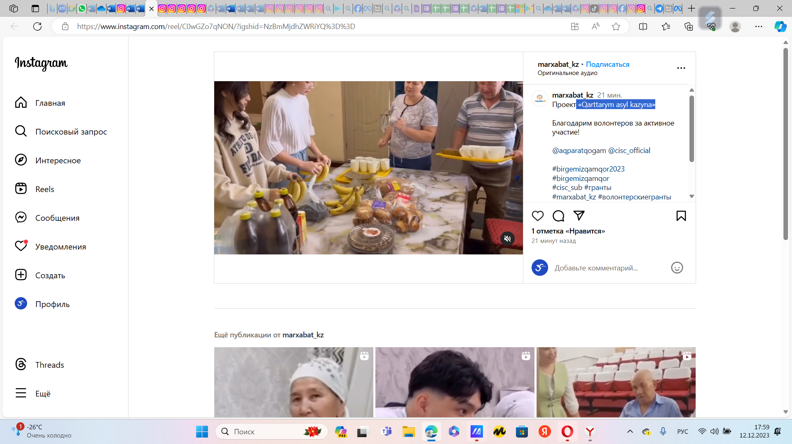 https://www.instagram.com/reel/C0wGZo7qNON/?igshid=NzBmMjdhZWRiYQ%3D%3D
Instagram
Главная
Поисковый запрос
Интересное
Reels
Сообщения
Уведомления
Создать
Профиль
Threads
Ещё
marxabat_kz • Подписаться
Оригинальное аудио
marxabat_kz 21 мин.
Проект «Qarttarym asyl kazyna»
Благодарим волонтеров за активное
участие!
@aqparatqogam @cisc_official
#birgemizqamqor2023
#birgemizqamqor
#cisc_sub #гранты
#marxabat_kz #волонтерскиегранты
1 отметка «Нравится»
21 минут назад
Добавьте комментарий...
Ещё публикации от marxabat_kz
1
-26°C
Очень холодно
Поиск
РУС
17:59
12.12.2023